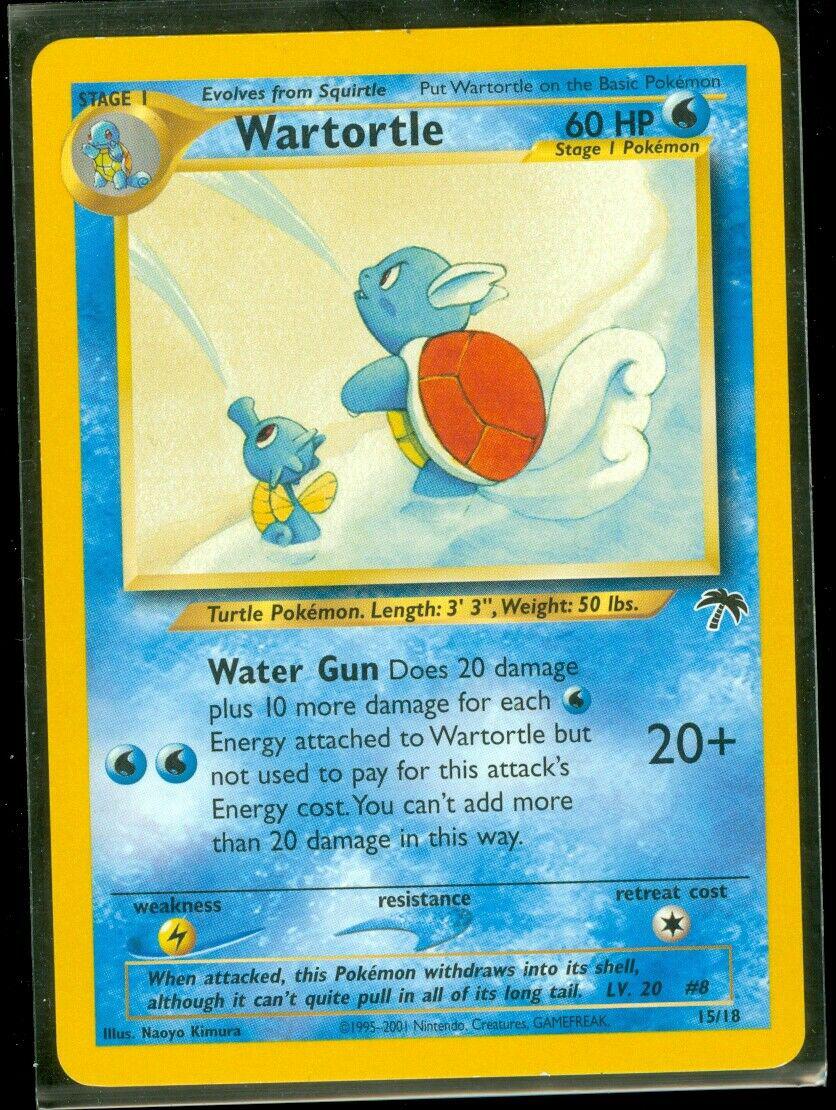 STAGE 1
Evolves from Squirtle
Put Wartortle on the Basic Pokémon
Wartortle
60 HP
Stage 1 Pokémon
Turtle Pokémon. Length: 3' 3", Weight: 50 lbs.
Water Gun Does 20 damage
plus 10 more damage for each
Energy attached to Wartortle but
not used to pay for this attack's
Energy cost. You can't add more
than 20 damage in this way.
20+
weakness
resistance
retreat cost
When attacked, this Pokémon withdraws into its shell,
although it can't quite pull in all of its long tail. LV. 20 #8
Illus. Naoyo Kimura
©1995-2001 Nintendo, Creatures, GAMEFREAK.
15/18